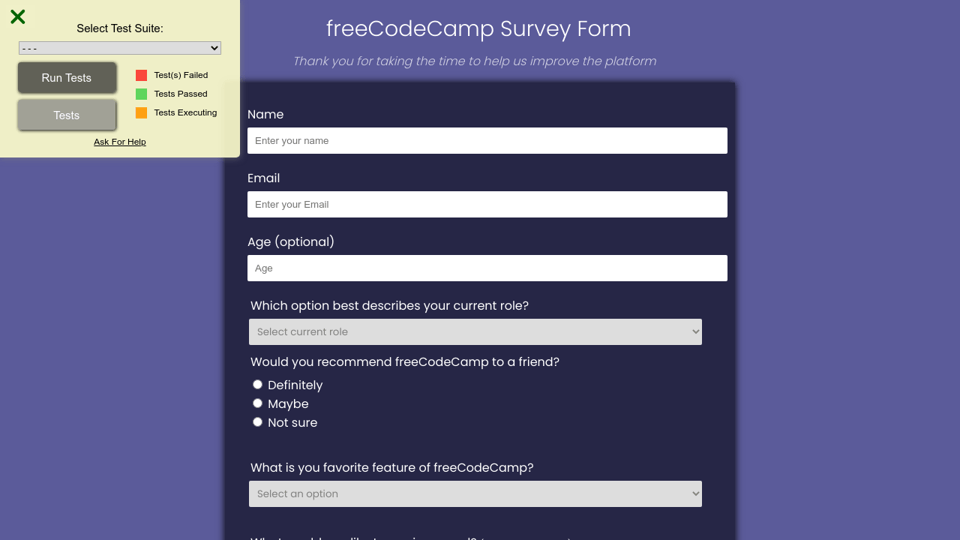 Select Test Suite:
- - -
Run Tests
Tests
Test(s) Failed
Tests Passed
Tests Executing
Ask For Help
freeCodeCamp Survey Form
Thank you for taking the time to help us improve the platform
Name
Enter your name
Email
Enter your Email
Age (optional)
Age
Which option best describes your current role?
Select current role
Would you recommend freeCodeCamp to a friend?
Definitely
Maybe
Not sure
What is you favorite feature of freeCodeCamp?
Select an option